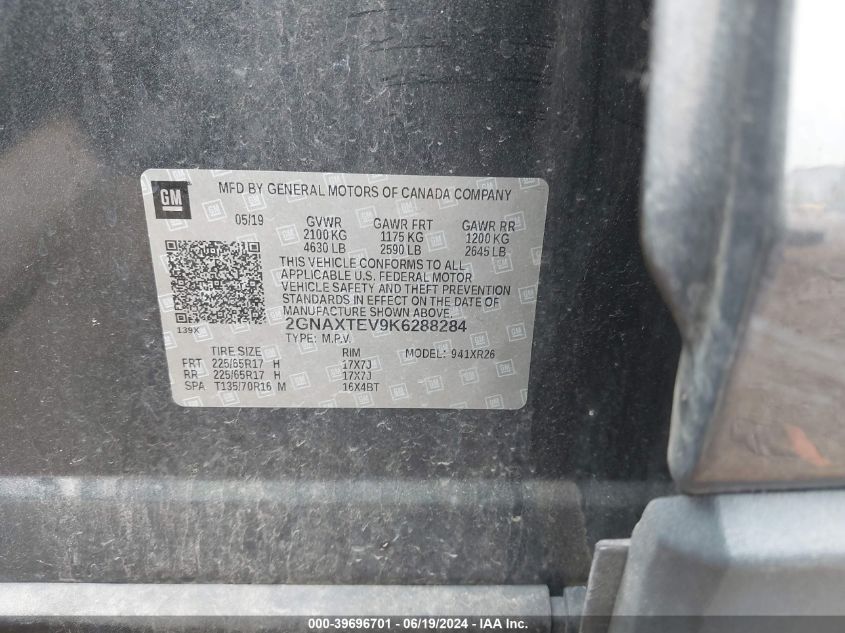 GM
MFD BY GENERAL MOTORS OF CANADA COMPANY
05/19 GVWR GAWR FRT GAWR RR
2100 KG 1175 KG 1200 KG
4630 LB 2590 LB 2645 LB
THIS VEHICLE CONFORMS TO ALL
APPLICABLE U.S. FEDERAL MOTOR
VEHICLE SAFETY AND THEFT PREVENTION
STANDARDS IN EFFECT ON THE DATE OF
MANUFACTURE SHOWN ABOVE.
139X 2GNAXTEV9K6288284
TYPE: M.P.V.
TIRE SIZE RIM MODEL: 941XR26
FRT 225/65R17 H 17X7J
RR 225/65R17 H 17X7J
SPA T135/70R16 M 16X4BT
000-39696701 - 06/19/2024 - IAA Inc.